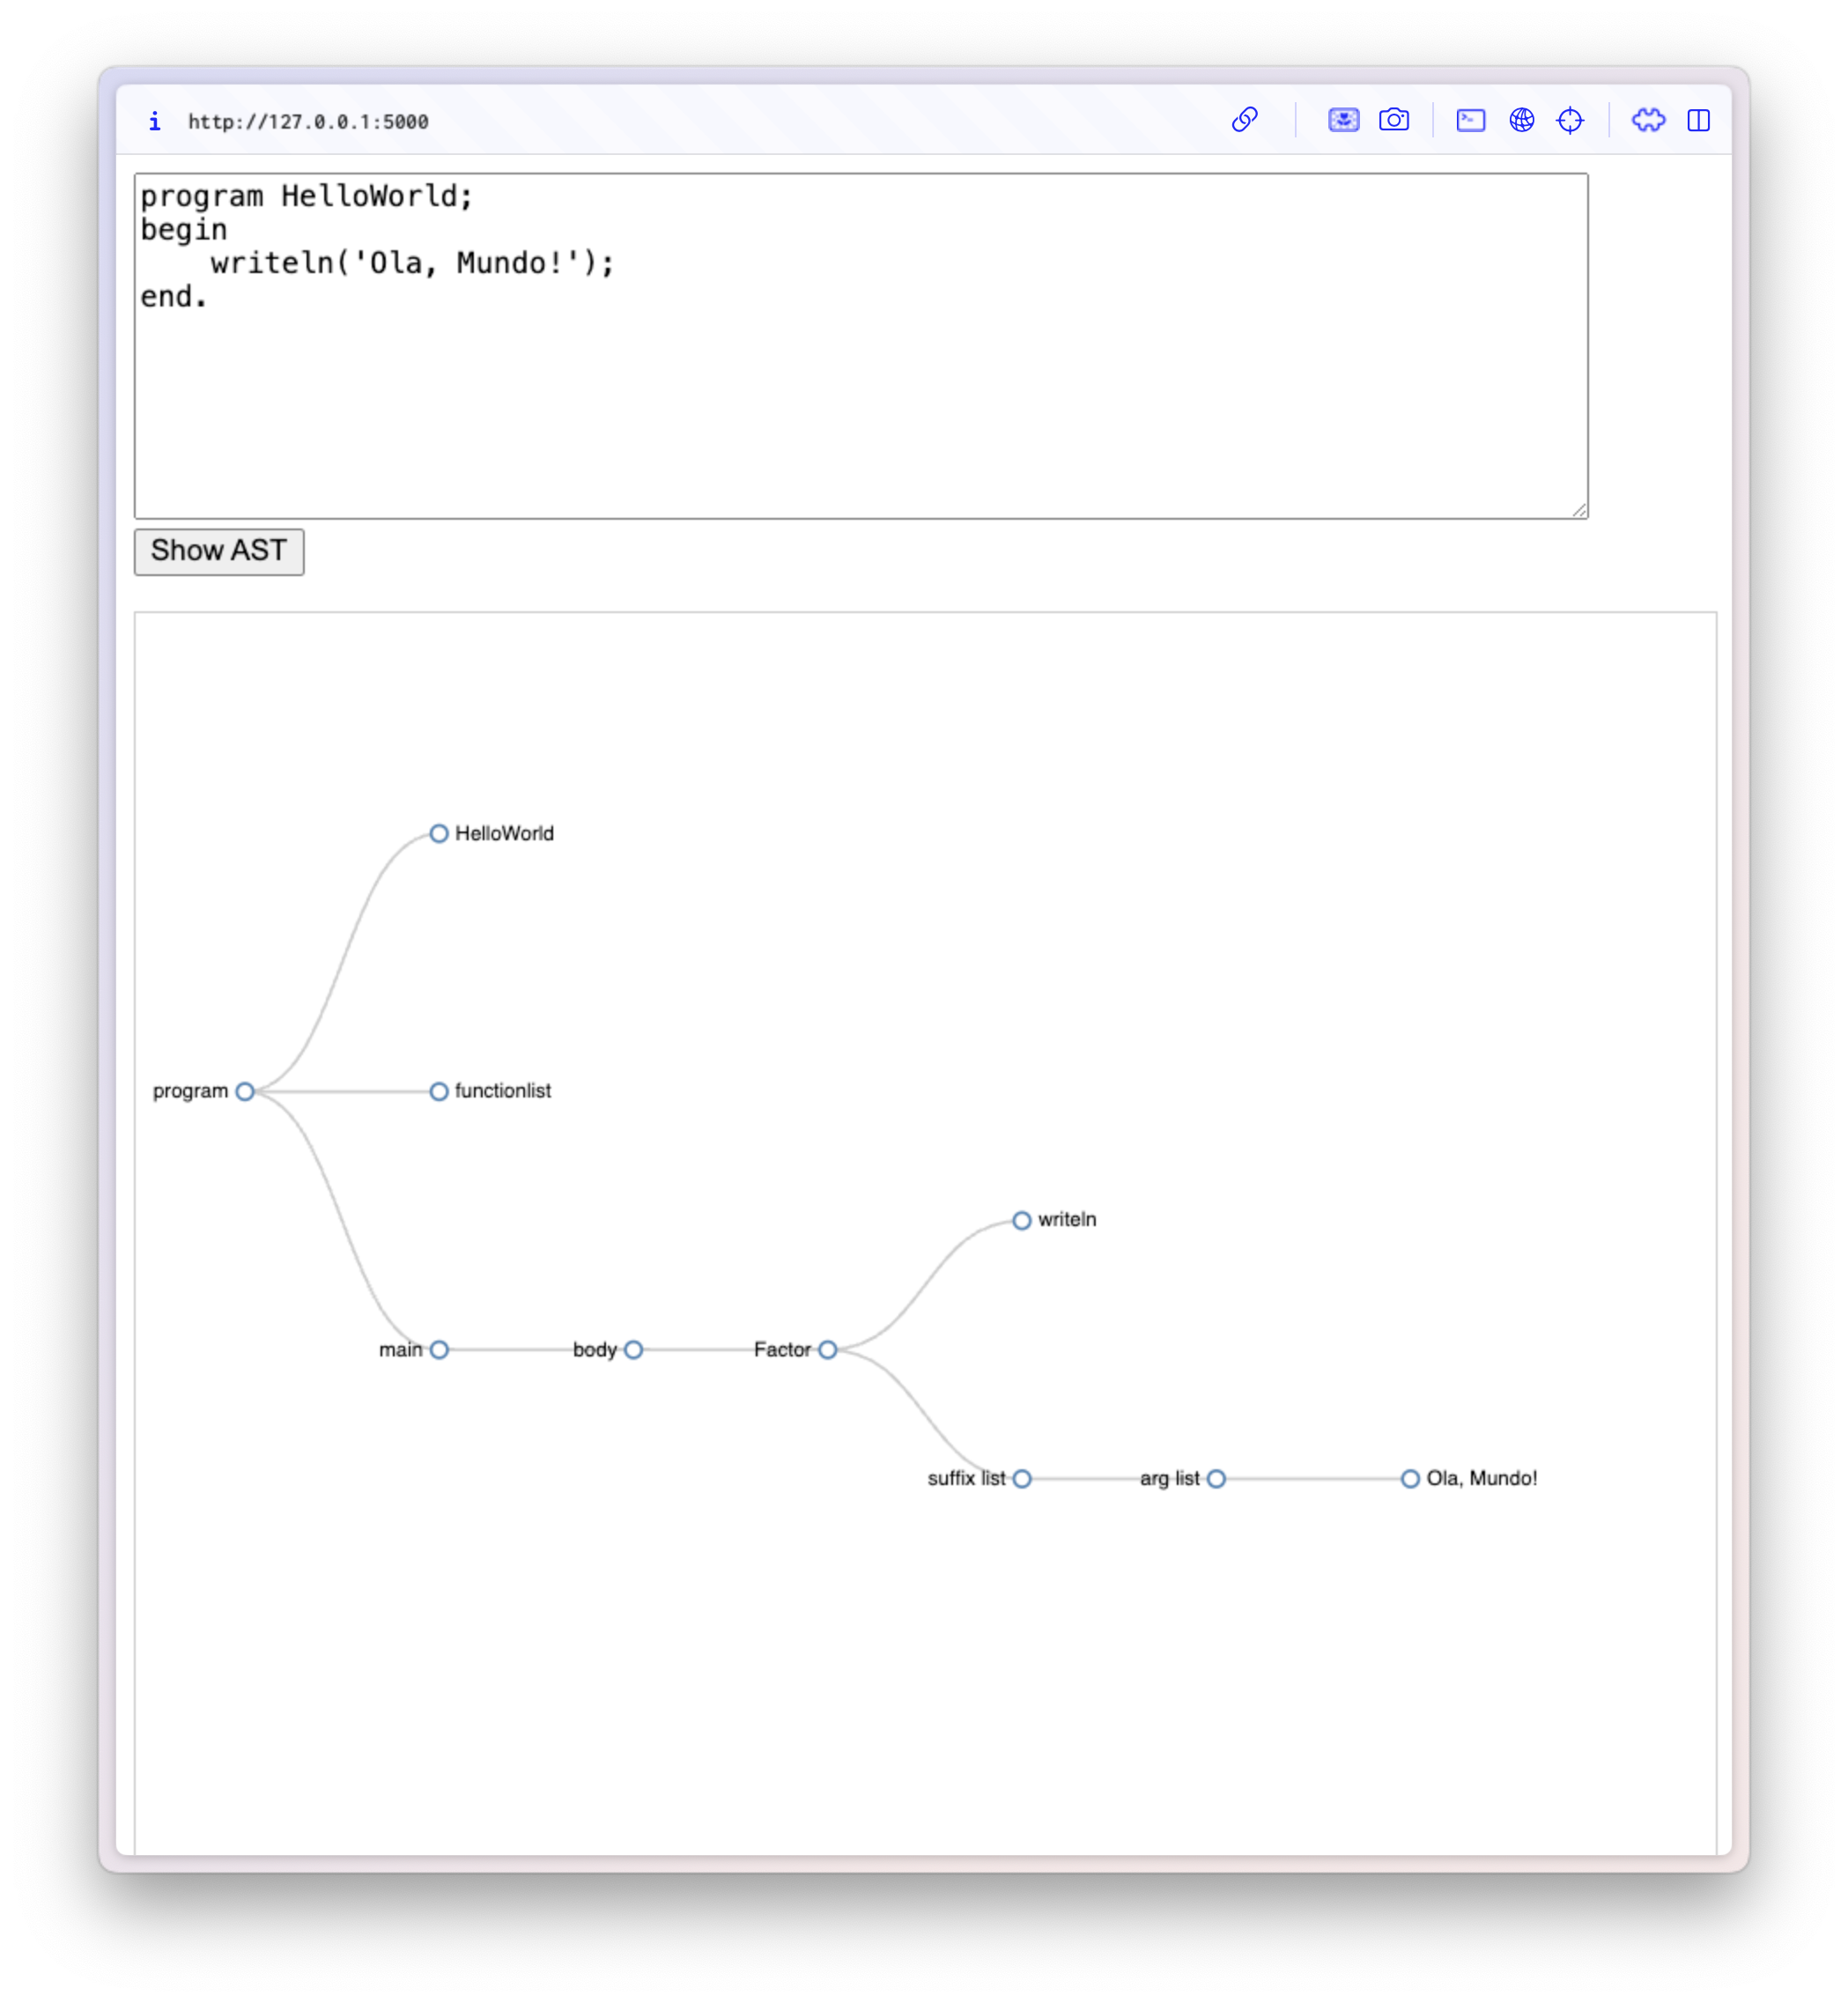 i http://127.0.0.1:5000
program HelloWorld;
begin
    writeln('Ola, Mundo!');
end.
Show AST
HelloWorld
program
functionlist
writeln
main
body
Factor
suffix list
arg list
Ola, Mundo!